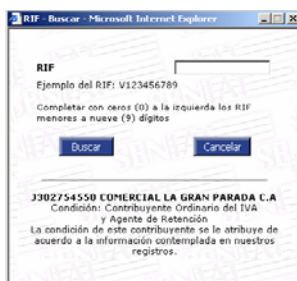 RIF - Buscar - Microsoft Internet Explorer
RIF
Ejemplo del RIF: V123456789
Completar con ceros (0) a la izquierda los RIF
menores a nueve (9) dígitos
Buscar Cancelar
J302754550 COMERCIAL LA GRAN PARADA C.A
Condición: Contribuyente Ordinario del IVA
y Agente de Retención
La condición de este contribuyente se le atribuye de
acuerdo a la información contemplada en nuestros
registros.